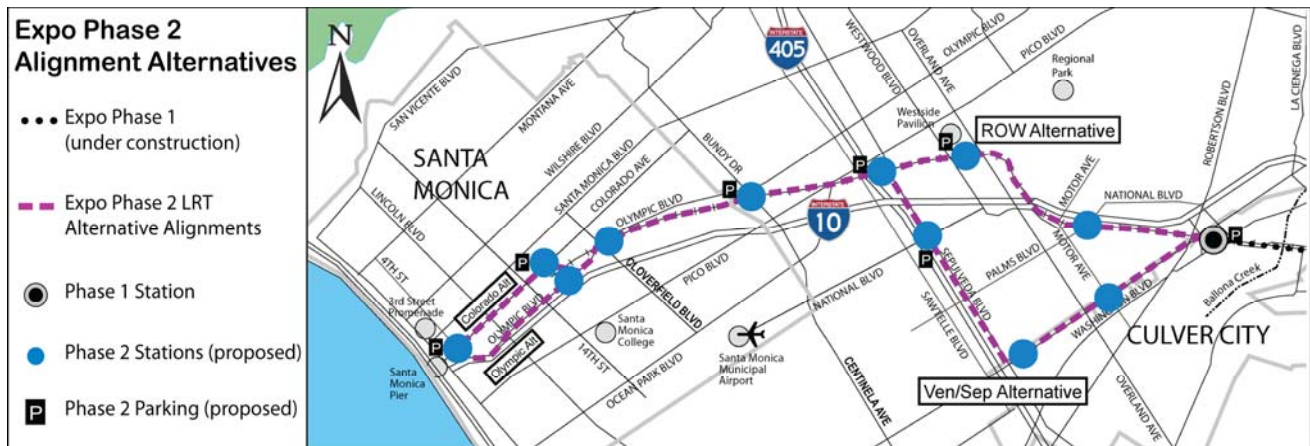 Expo Phase 2
Alignment Alternatives
Expo Phase 1
(under construction)
Expo Phase 2 LRT
Alternative Alignments
Phase 1 Station
Phase 2 Stations (proposed)
P
Phase 2 Parking (proposed)
N
SAN VICENTE BLVD
MONTANA AVE
WILSHIRE BLVD
SANTA MONICA BLVD
COLORADO AVE
SANTA
MONICA
LINCOLN BLVD
4TH ST
3rd Street
Promenade
P
Santa
Monica
Pier
Colorado Alt
P
OLYMPIC BLVD
Olympic Alt
14TH ST
Santa
Monica
College
OCEAN PARK BLVD
CLOVERFIELD BLVD
OLYMPIC BLVD
BUNDY DR
P
PICO BLVD
Santa Monica
Municipal
Airport
NATIONAL BLVD
CENTINELA AVE
INTERSTATE
405
INTERSTATE
10
WESTWOOD BLVD
OVERLAND AVE
OLYMPIC BLVD
PICO BLVD
Regional
Park
Westside
Pavilion
P
P
ROW Alternative
P
SEPULVEDA BLVD
SAWTELLE BLVD
PALMS BLVD
MOTOR AVE
MOTOR AVE
NATIONAL BLVD
ROBERTSON BLVD
LA CIENEGA BLVD
P
Ballona Creek
WASHINGTON BLVD
CULVER CITY
Ven/Sep Alternative
OVERLAND AVE